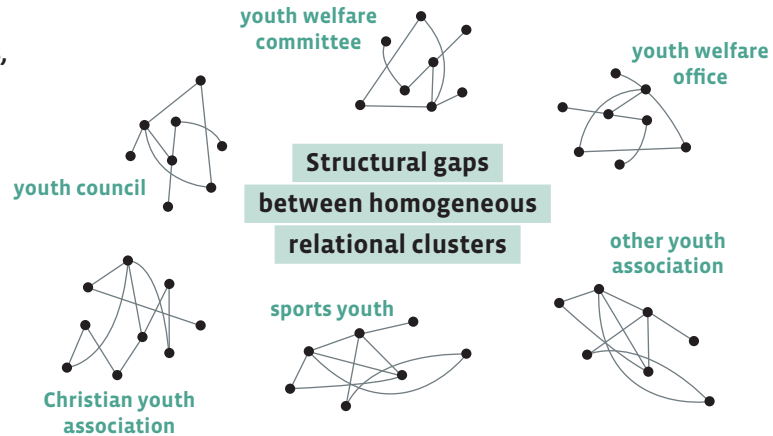 youth welfare
committee
youth welfare
office
youth council
Structural gaps
between homogeneous
relational clusters
other youth
association
sports youth
Christian youth
association